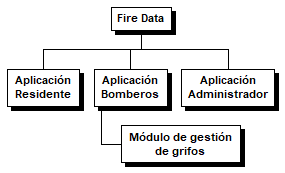 Fire Data
Aplicación
Residente
Aplicación
Bomberos
Aplicación
Administrador
Módulo de gestión
de grifos